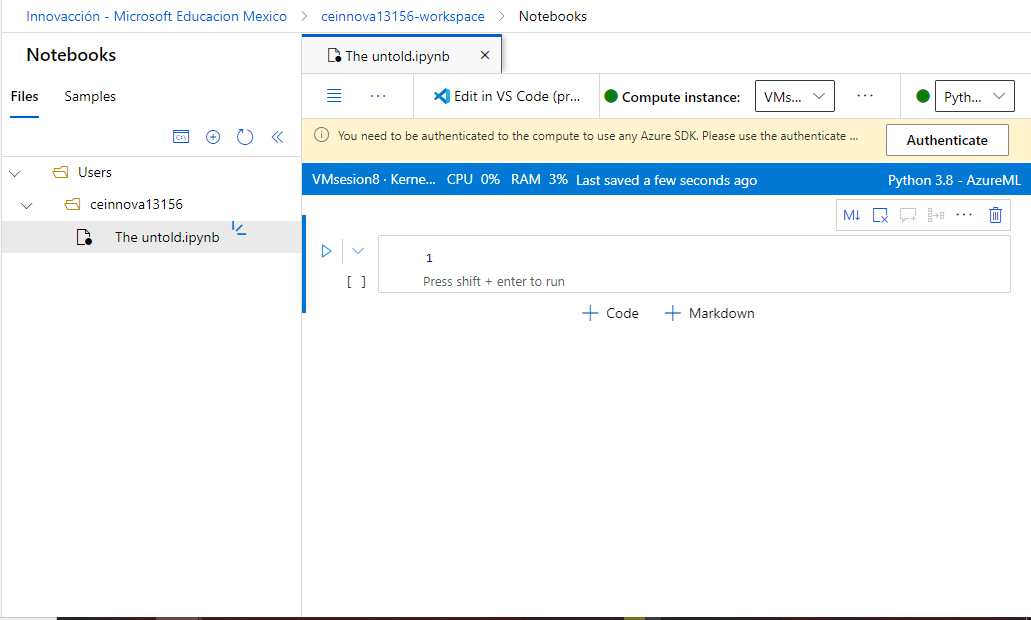 Innovacción - Microsoft Educacion Mexico > ceinnova13156-workspace > Notebooks
Notebooks
Files Samples
The untold.ipynb
Edit in VS Code (pr...
Compute instance: VMs... ...
Pyth...
You need to be authenticated to the compute to use any Azure SDK. Please use the authenticate ...
Authenticate
VMsesion8 · Kerne... CPU 0% RAM 3% Last saved a few seconds ago
Python 3.8 - AzureML
Users
ceinnova13156
The untold.ipynb
M↓
1
[ ] Press shift + enter to run
+ Code + Markdown